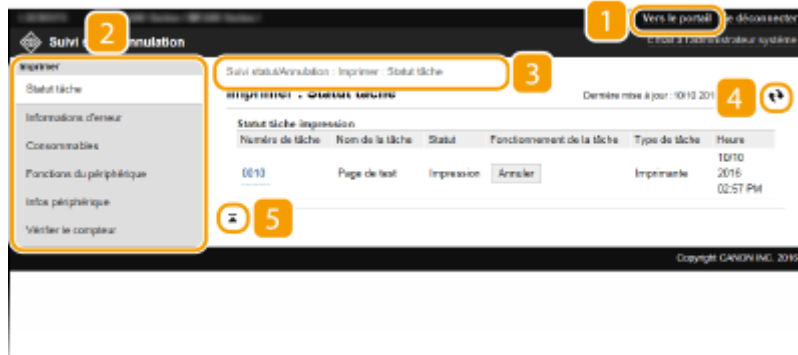 1
Vers le portail Se déconnecter
2
Suivi nnulation
E-mail à l'administrateur système
Imprimer
Statut tâche
Informations d'erreur
Consommables
Fonctions du périphérique
Infos périphérique
Vérifier le compteur
Suivi statut/Annulation : Imprimer : Statut tâche
3
Imprimer : Statut tâche
Dernière mise à jour :10/10 201
4
Statut tâche impression
Numéro de tâche Nom de la tâche Statut Fonctionnement de la tâche Type de tâche Heure
0010 Page de test Impression Annuler Imprimante 10/10
2016
02:57 PM
5
Copyright CANON INC. 2016